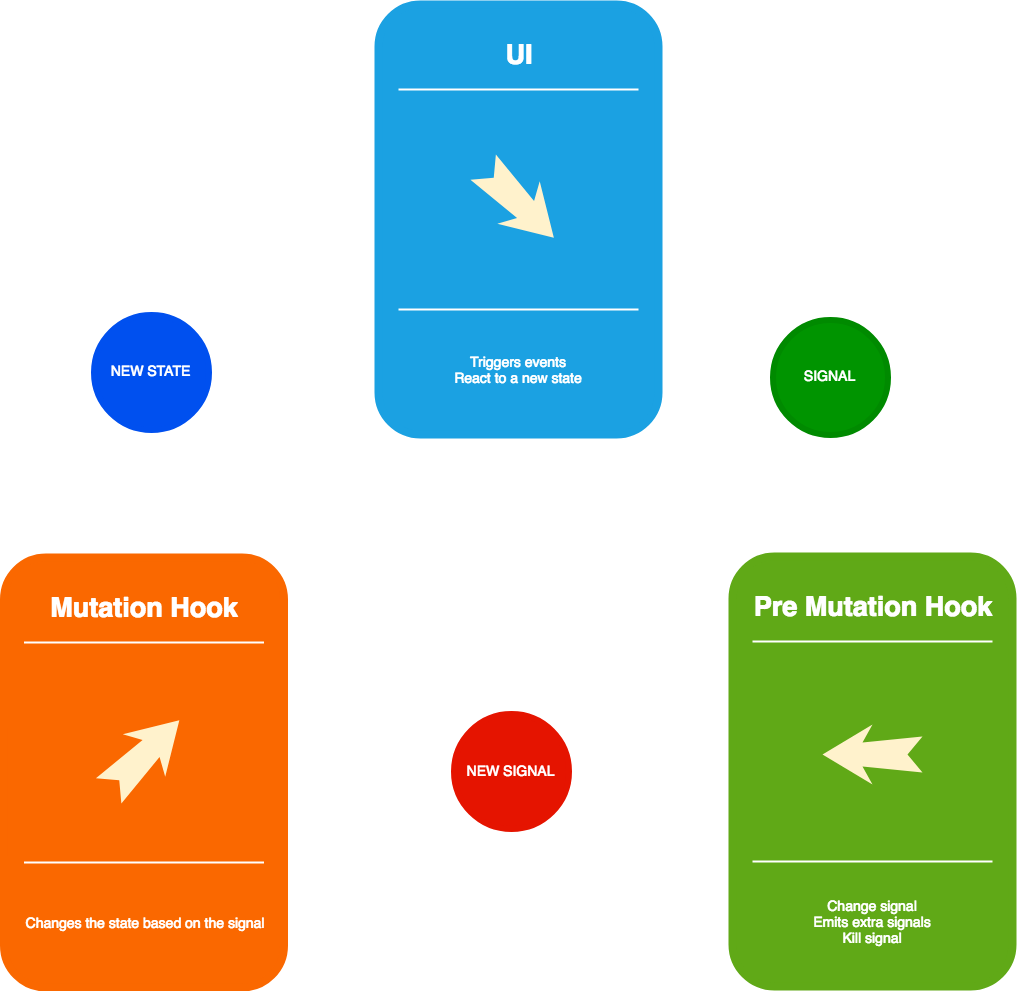 UI
Triggers events
React to a new state
NEW STATE
SIGNAL
Mutation Hook
Changes the state based on the signal
NEW SIGNAL
Pre Mutation Hook
Change signal
Emits extra signals
Kill signal